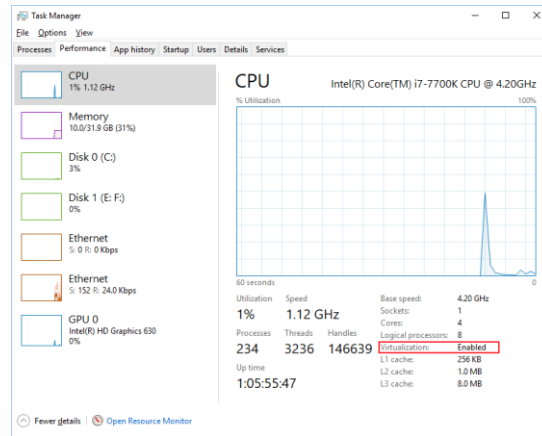 Task Manager
File Options View
Processes Performance App history Startup Users Details Services
CPU
1% 1.12 GHz
Memory
10.0/31.9 GB (31%)
Disk 0 (C:)
3%
Disk 1 (E: F:)
0%
Ethernet
S: 0 R: 0 Kbps
Ethernet
S: 152 R: 24.0 Kbps
GPU 0
Intel(R) HD Graphics 630
0%
CPU Intel(R) Core(TM) i7-7700K CPU @ 4.20GHz
% Utilization 100%
60 seconds 0
Utilization Speed
1% 1.12 GHz
Processes Threads Handles
234 3236 146639
Up time
1:05:55:47
Base speed: 4.20 GHz
Sockets: 1
Cores: 4
Logical processors: 8
Virtualization: Enabled
L1 cache: 256 KB
L2 cache: 1.0 MB
L3 cache: 8.0 MB
Fewer details Open Resource Monitor